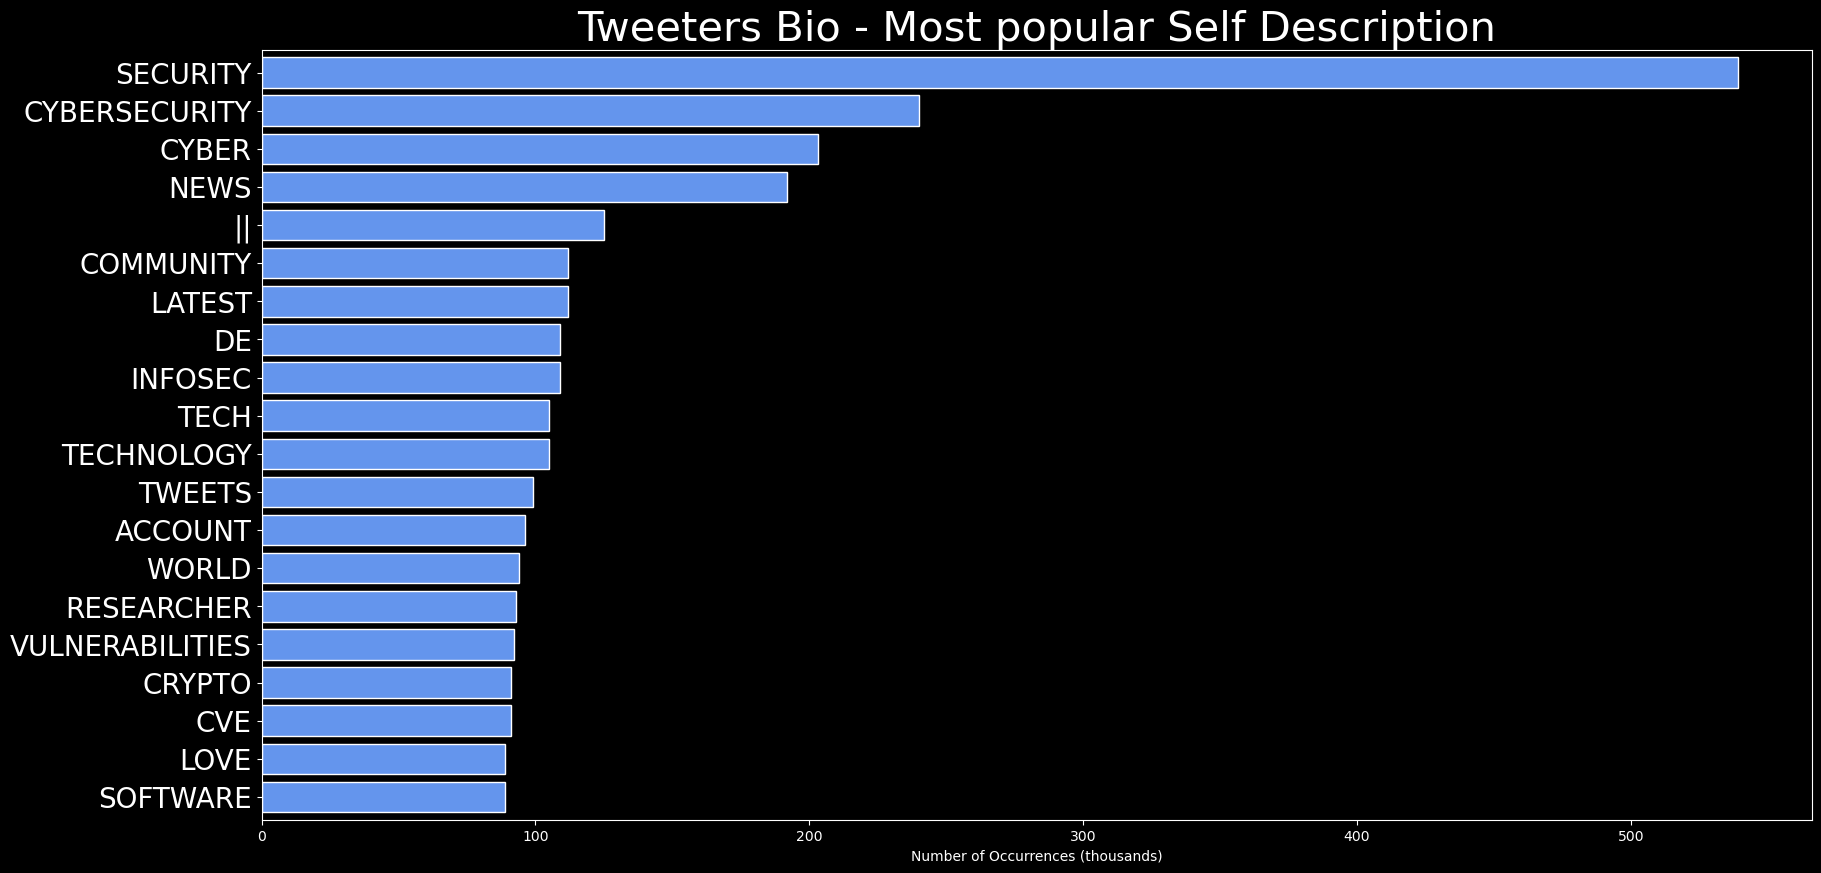 Tweeters Bio - Most popular Self Description
SECURITY
CYBERSECURITY
CYBER
NEWS
||
COMMUNITY
LATEST
DE
INFOSEC
TECH
TECHNOLOGY
TWEETS
ACCOUNT
WORLD
RESEARCHER
VULNERABILITIES
CRYPTO
CVE
LOVE
SOFTWARE
0 100 200 300 400 500
Number of Occurrences (thousands)